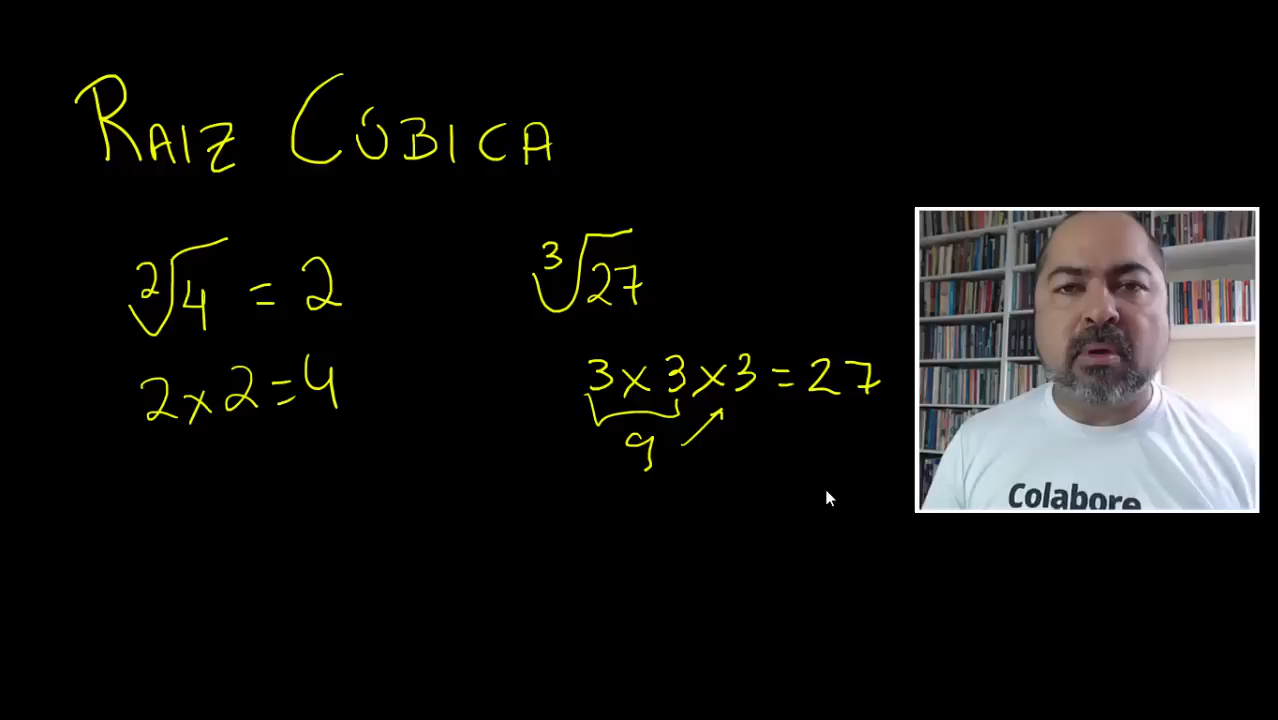 RAIZ CÚBICA
²√4 = 2
2x2=4
³√27
3x3x3=27
9
Colabore